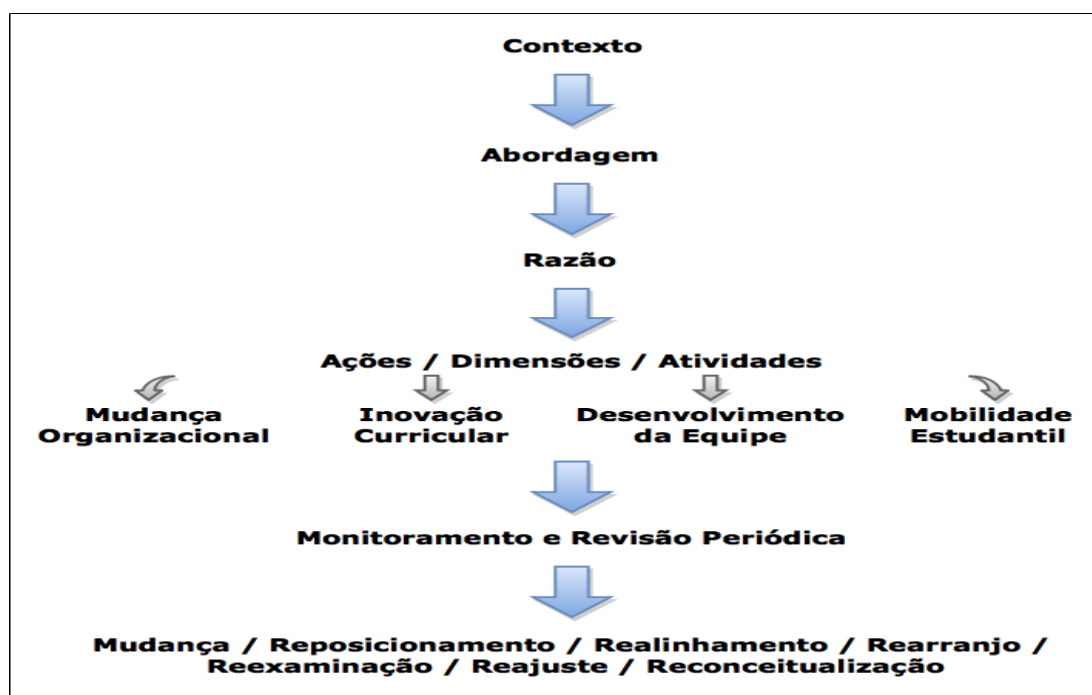 Contexto
Abordagem
Razão
Ações / Dimensões / Atividades
Mudança
Organizacional
Inovação
Curricular
Desenvolvimento
da Equipe
Mobilidade
Estudantil
Monitoramento e Revisão Periódica
Mudança / Reposicionamento / Realinhamento / Rearranjo /
Reexaminação / Reajuste / Reconceitualização